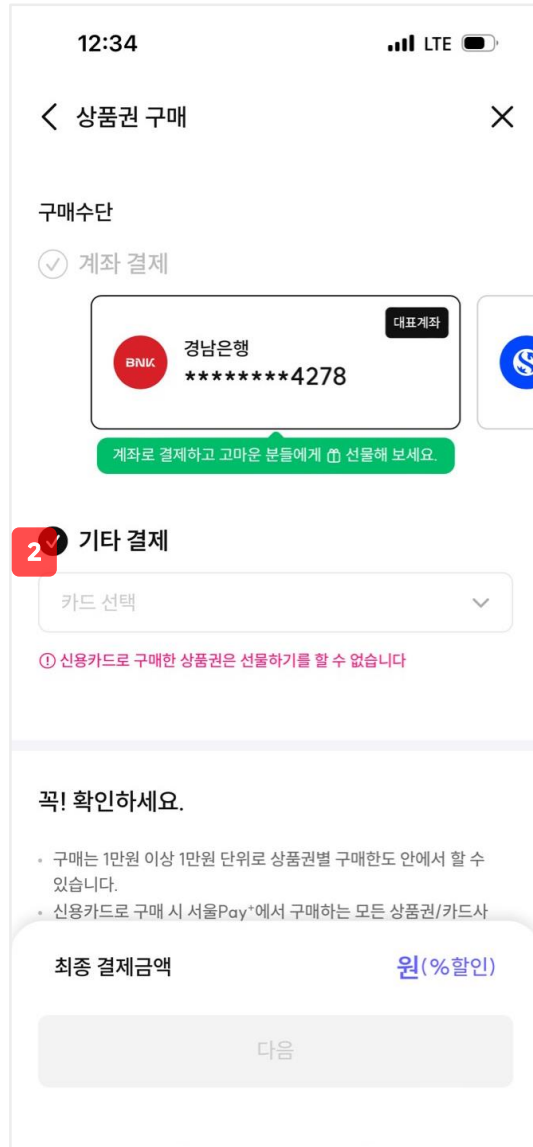 12:34
LTE
상품권 구매
구매수단
계좌 결제
대표계좌
BNK
경남은행
********4278
계좌로 결제하고 고마운 분들에게 선물해 보세요.
2
기타 결제
카드 선택
신용카드로 구매한 상품권은 선물하기를 할 수 없습니다
꼭! 확인하세요.
• 구매는 1만원 이상 1만원 단위로 상품권별 구매한도 안에서 할 수
있습니다.
• 신용카드로 구매 시 서울Pay⁺에서 구매하는 모든 상품권/카드사
최종 결제금액
원(%할인)
다음